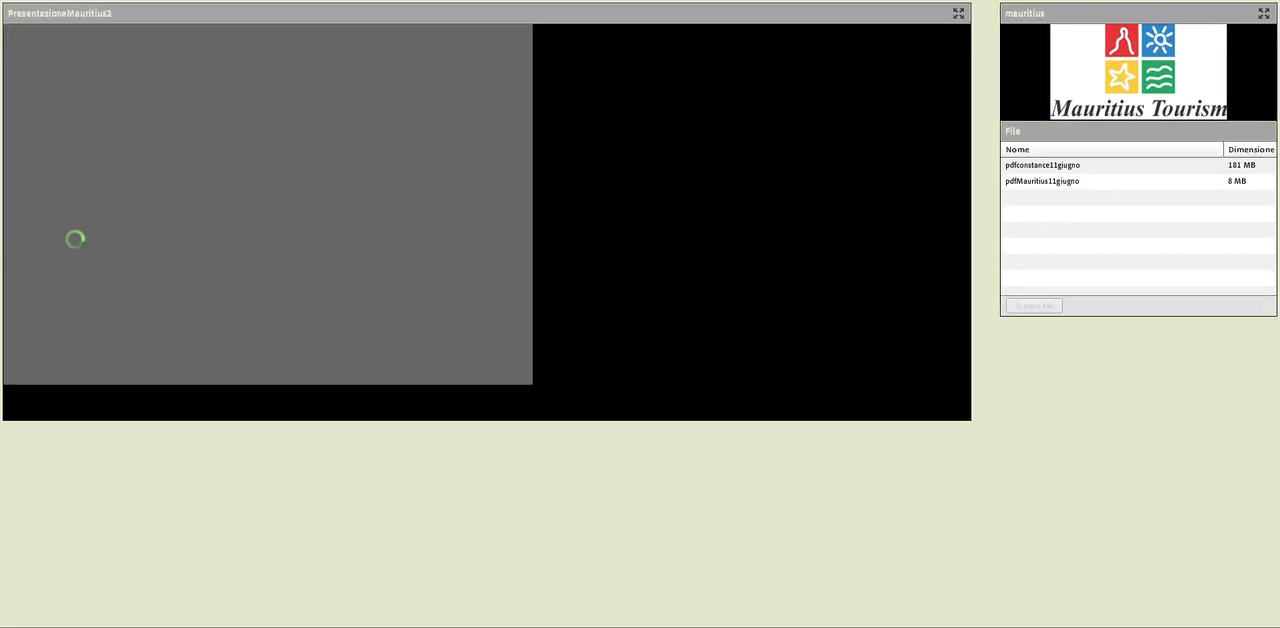 PresentazioneMauritius2
mauritius
Mauritius Tourism
File
Nome Dimensione
pdfconstance11giugno 181 MB
pdfMauritius11giugno 8 MB